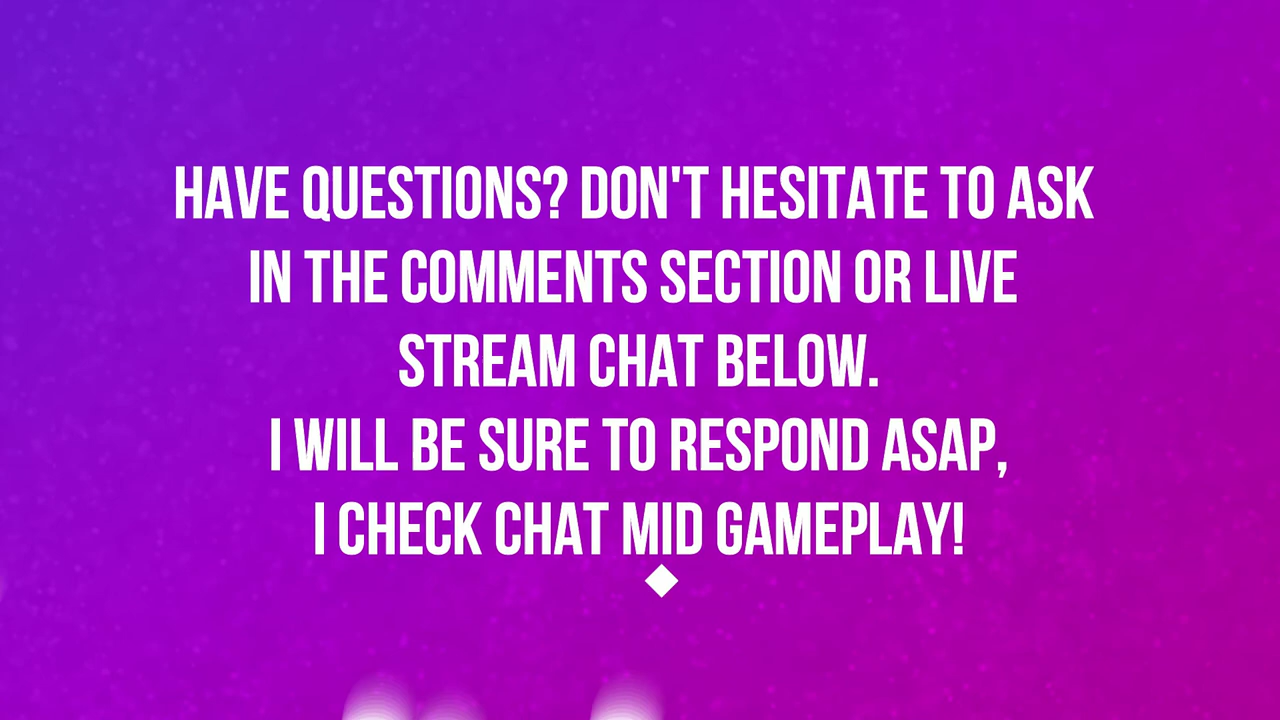 HAVE QUESTIONS? DON'T HESITATE TO ASK
IN THE COMMENTS SECTION OR LIVE
STREAM CHAT BELOW.
I WILL BE SURE TO RESPOND ASAP,
I CHECK CHAT MID GAMEPLAY!